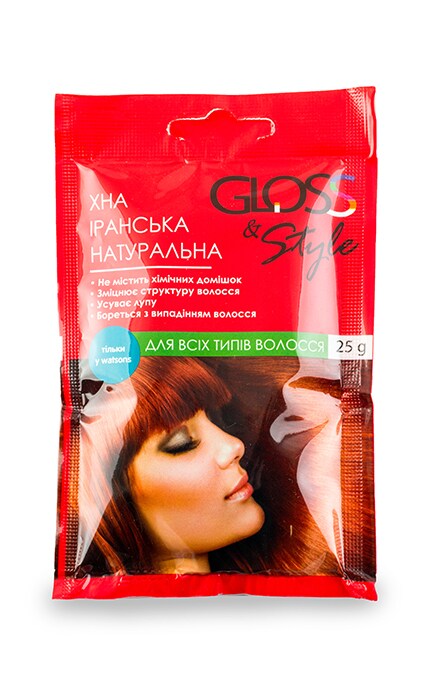 ХНА
ІРАНСЬКА
НАТУРАЛЬНА
GLOSS
& Style
• Не містить хімічних домішок
• Зміцнює структуру волосся
• Усуває лупу
• Бореться з випадінням волосся
тільки
у watsons
ДЛЯ ВСІХ ТИПІВ ВОЛОССЯ
25 g